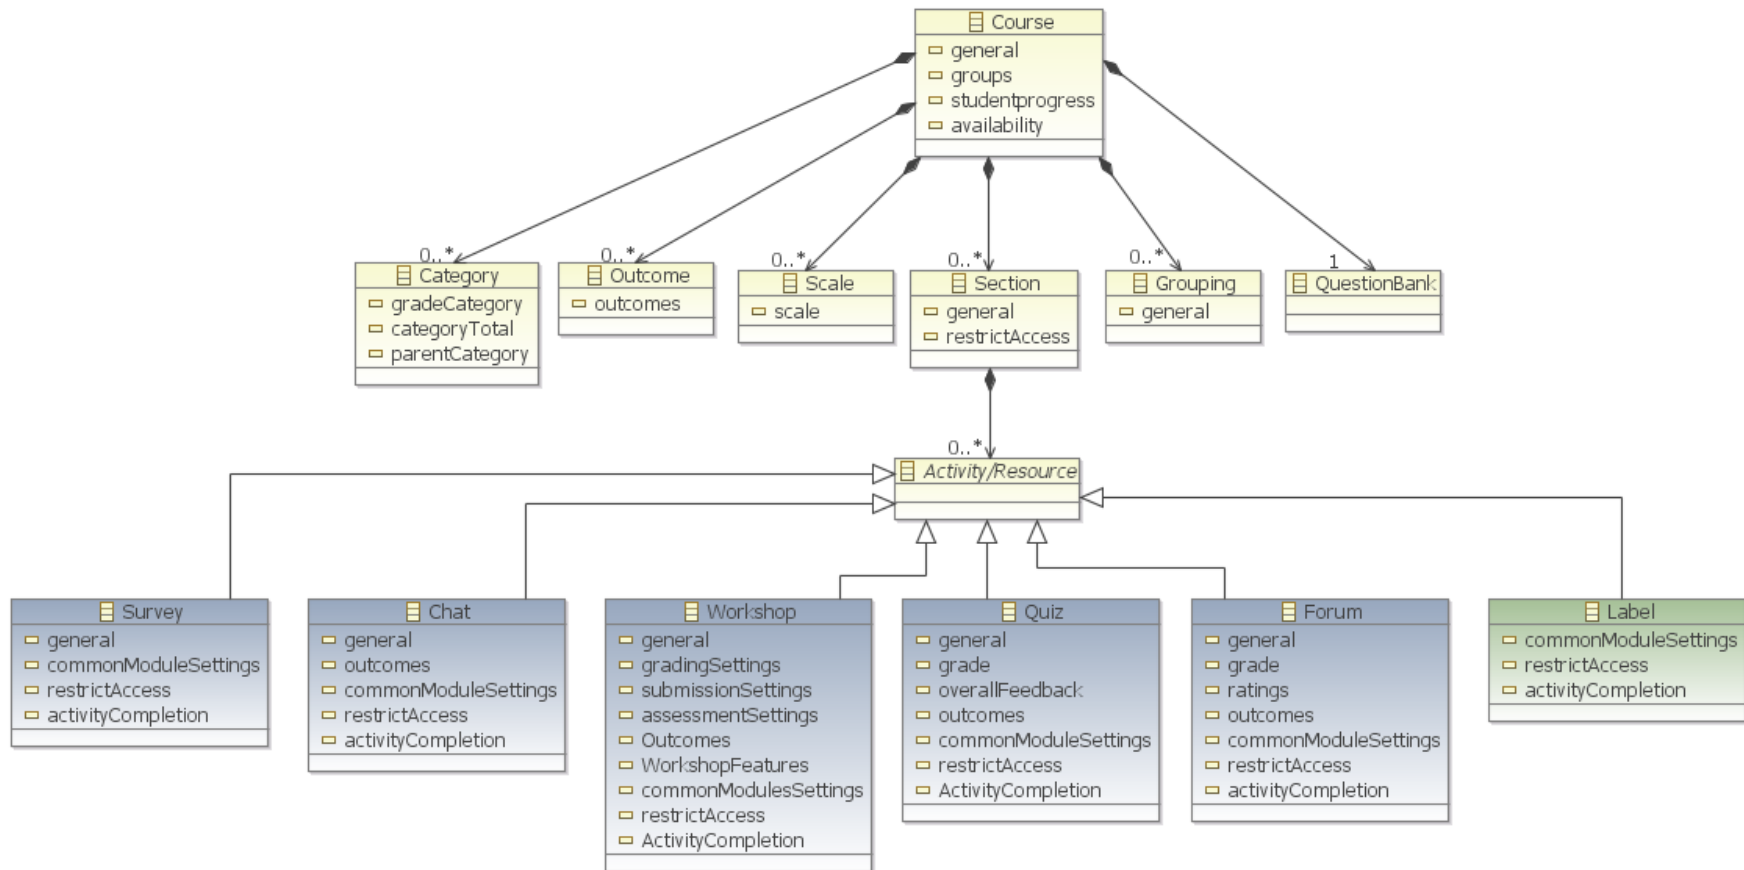 Course
general
groups
studentprogress
availability
0..*
0..*
0..*
0..*
0..*
1
Category
gradeCategory
categoryTotal
parentCategory
Outcome
outcomes
Scale
scale
Section
general
restrictAccess
Grouping
general
QuestionBank
0..*
Activity/Resource
Survey
general
commonModuleSettings
restrictAccess
activityCompletion
Chat
general
outcomes
commonModuleSettings
restrictAccess
activityCompletion
Workshop
general
gradingSettings
submissionSettings
assessmentSettings
Outcomes
WorkshopFeatures
commonModulesSettings
restrictAccess
ActivityCompletion
Quiz
general
grade
overallFeedback
outcomes
commonModuleSettings
restrictAccess
ActivityCompletion
Forum
general
grade
ratings
outcomes
commonModuleSettings
restrictAccess
activityCompletion
Label
commonModuleSettings
restrictAccess
activityCompletion